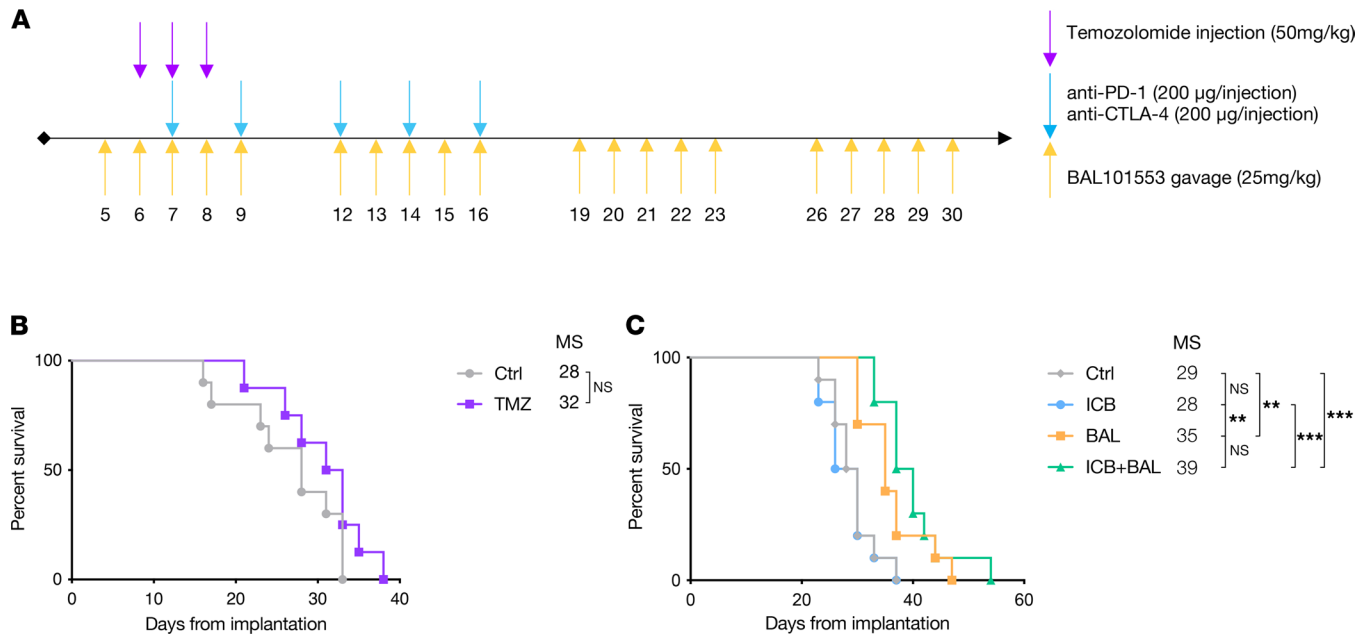 A
Temozolomide injection (50mg/kg)
anti-PD-1 (200 µg/injection)
anti-CTLA-4 (200 µg/injection)
BAL101553 gavage (25mg/kg)
5 6 7 8 9 12 13 14 15 16 19 20 21 22 23 26 27 28 29 30
B
MS
Ctrl 28
NS
TMZ 32
Percent survival
100
50
0
0 10 20 30 40
Days from implantation
C
MS
Ctrl 29
NS
ICB 28
**
BAL 35
NS
ICB+BAL 39
**
***
***
Percent survival
100
50
0
0 20 40 60
Days from implantation